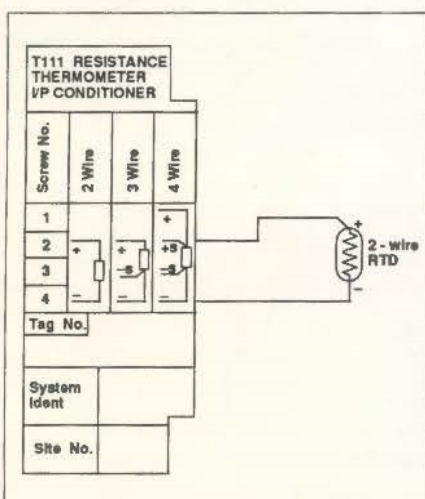 T111 RESISTANCE
THERMOMETER
I/P CONDITIONER
Screw No.
2 Wire
3 Wire
4 Wire
1
2
3
4
+
−
+
S
−
+
+S
S
−
Tag No.
System
Ident
Site No.
+
2 - wire
RTD
−